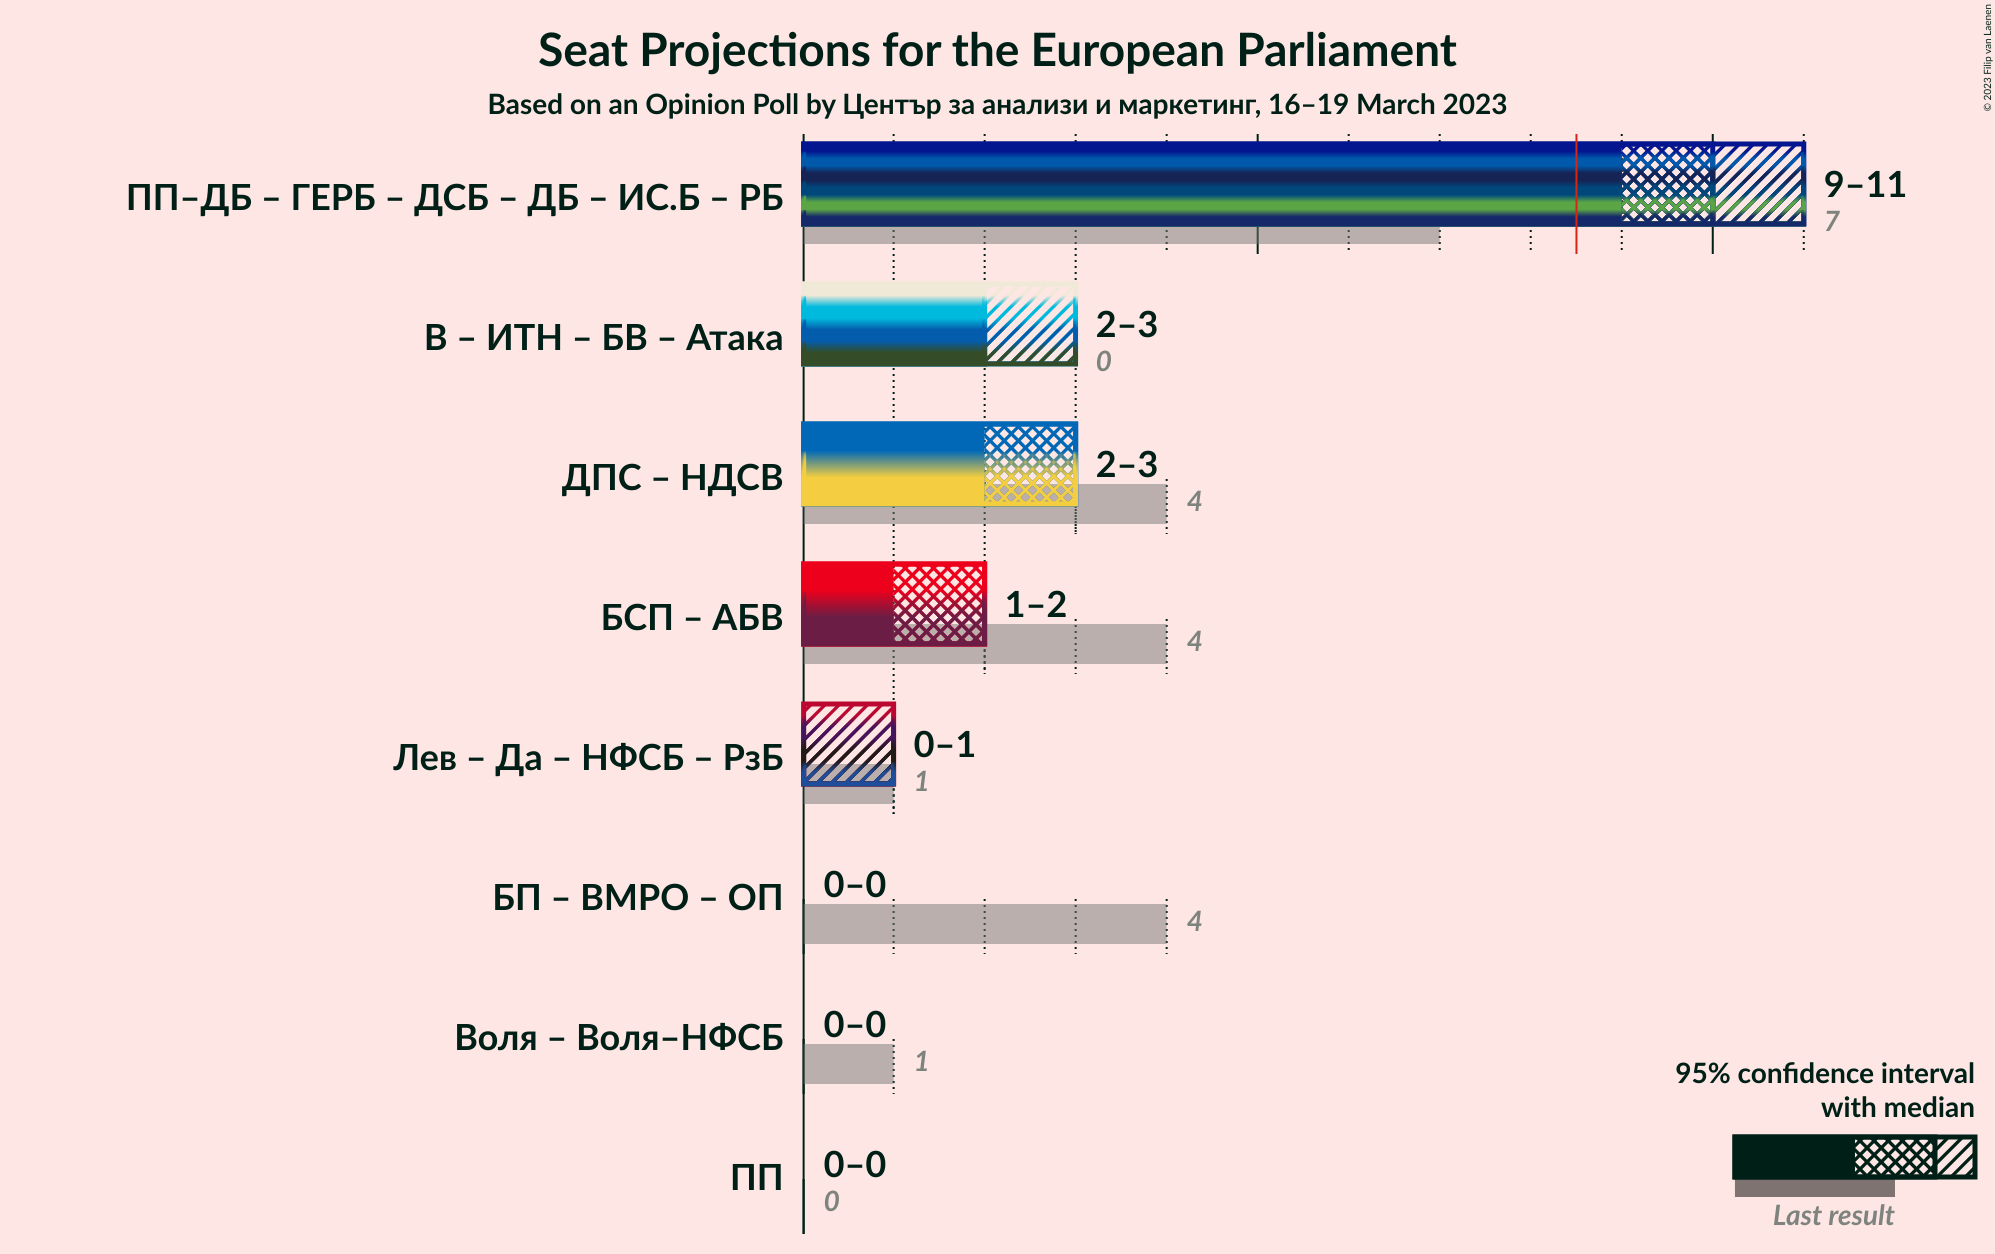 Seat Projections for the European Parliament
Based on an Opinion Poll by Център за анализи и маркетинг, 16–19 March 2023
© 2023 Filip van Laenen
ПП–ДБ – ГЕРБ – ДСБ – ДБ – ИС.Б – РБ
9–11
7
В – ИТН – БВ – Атака
2–3
0
ДПС – НДСВ
2–3
4
БСП – АБВ
1–2
4
Лев – Да – НФСБ – РзБ
0–1
1
БП – ВМРО – ОП
0–0
4
Воля – Воля–НФСБ
0–0
1
ПП
0–0
0
95% confidence interval
with median
Last result